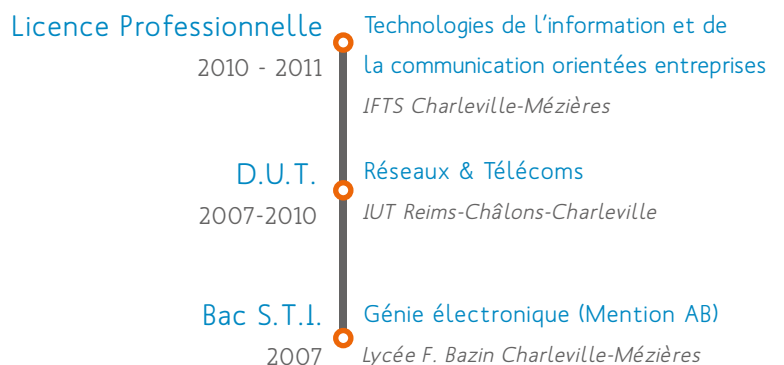 Licence Professionnelle
2010 - 2011
Technologies de l'information et de
la communication orientées entreprises
IFTS Charleville-Mézières
D.U.T.
2007-2010
Réseaux & Télécoms
IUT Reims-Châlons-Charleville
Bac S.T.I.
2007
Génie électronique (Mention AB)
Lycée F. Bazin Charleville-Mézières